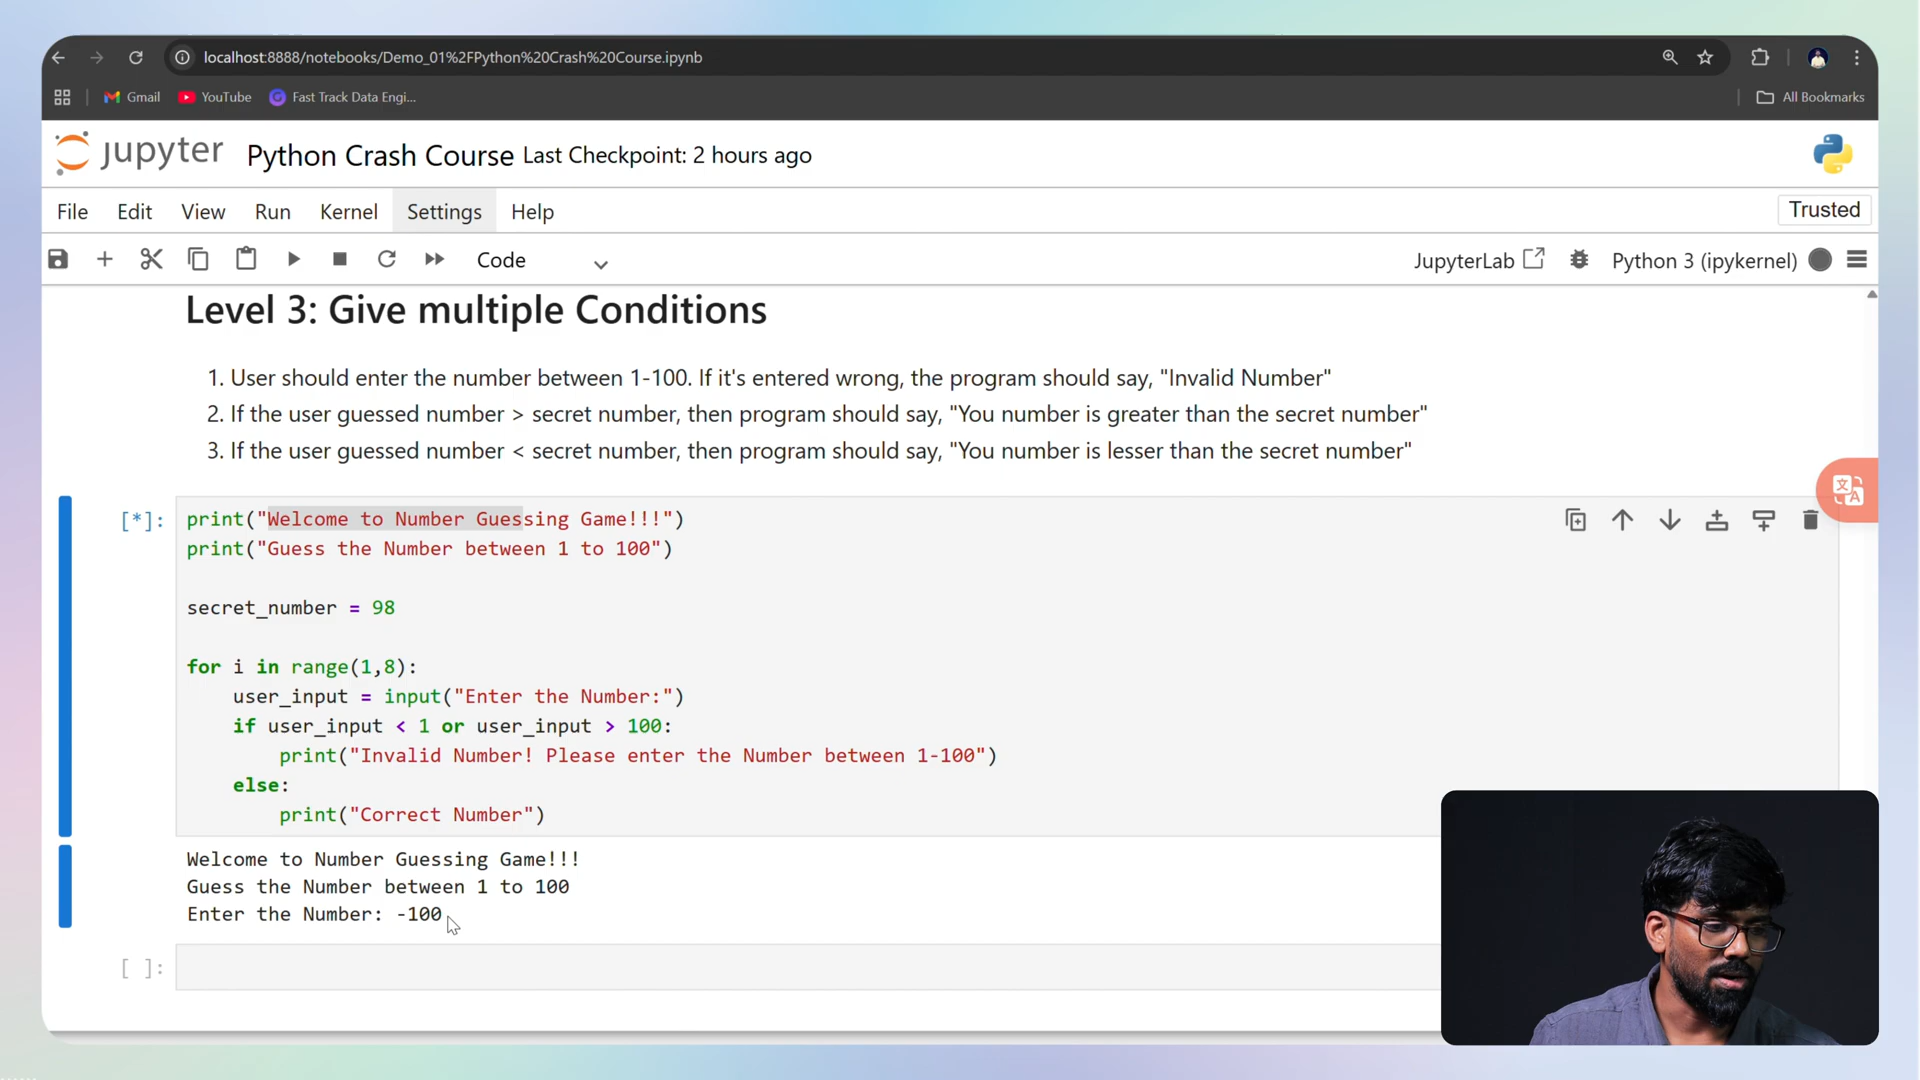 localhost:8888/notebooks/Demo_01%2FPython%20Crash%20Course.ipynb
Gmail YouTube Fast Track Data Engi... All Bookmarks
jupyter Python Crash Course Last Checkpoint: 2 hours ago
File Edit View Run Kernel Settings Help Trusted
Code JupyterLab Python 3 (ipykernel)
Level 3: Give multiple Conditions
1. User should enter the number between 1-100. If it's entered wrong, the program should say, "Invalid Number"
2. If the user guessed number > secret number, then program should say, "You number is greater than the secret number"
3. If the user guessed number < secret number, then program should say, "You number is lesser than the secret number"
[*]: print("Welcome to Number Guessing Game!!!")
print("Guess the Number between 1 to 100")
secret_number = 98
for i in range(1,8):
    user_input = input("Enter the Number:")
    if user_input < 1 or user_input > 100:
        print("Invalid Number! Please enter the Number between 1-100")
    else:
        print("Correct Number")
Welcome to Number Guessing Game!!!
Guess the Number between 1 to 100
Enter the Number: -100
[ ]: